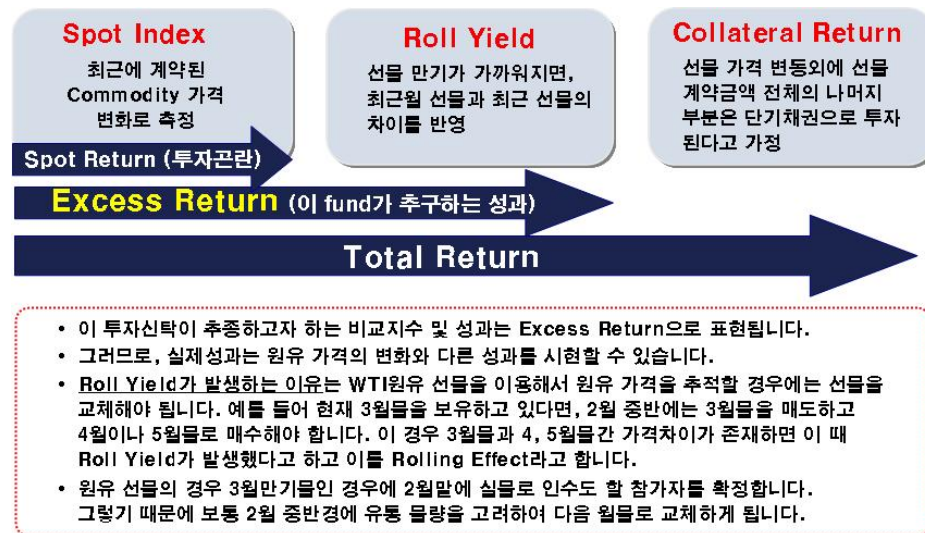 Spot Index
최근에 계약된
Commodity 가격
변화로 측정
Roll Yield
선물 만기가 가까워지면,
최근월 선물과 최근 선물의
차이를 반영
Collateral Return
선물 가격 변동외에 선물
계약금액 전체의 나머지
부분은 단기채권으로 투자
된다고 가정
Spot Return (투자곤란)
Excess Return (이 fund가 추구하는 성과)
Total Return
• 이 투자신탁이 추종하고자 하는 비교지수 및 성과는 Excess Return으로 표현됩니다.
• 그러므로, 실제성과는 원유 가격의 변화와 다른 성과를 시현할 수 있습니다.
• Roll Yield가 발생하는 이유는 WTI원유 선물을 이용해서 원유 가격을 추적할 경우에는 선물을
교체해야 됩니다. 예를 들어 현재 3월물을 보유하고 있다면, 2월 중반에는 3월물을 매도하고
4월이나 5월물로 매수해야 합니다. 이 경우 3월물과 4, 5월물간 가격차이가 존재하면 이 때
Roll Yield가 발생했다고 하고 이를 Rolling Effect라고 합니다.
• 원유 선물의 경우 3월만기물인 경우에 2월말에 실물로 인수도 할 참가자를 확정합니다.
그렇기 때문에 보통 2월 중반경에 유통 물량을 고려하여 다음 월물로 교체하게 됩니다.